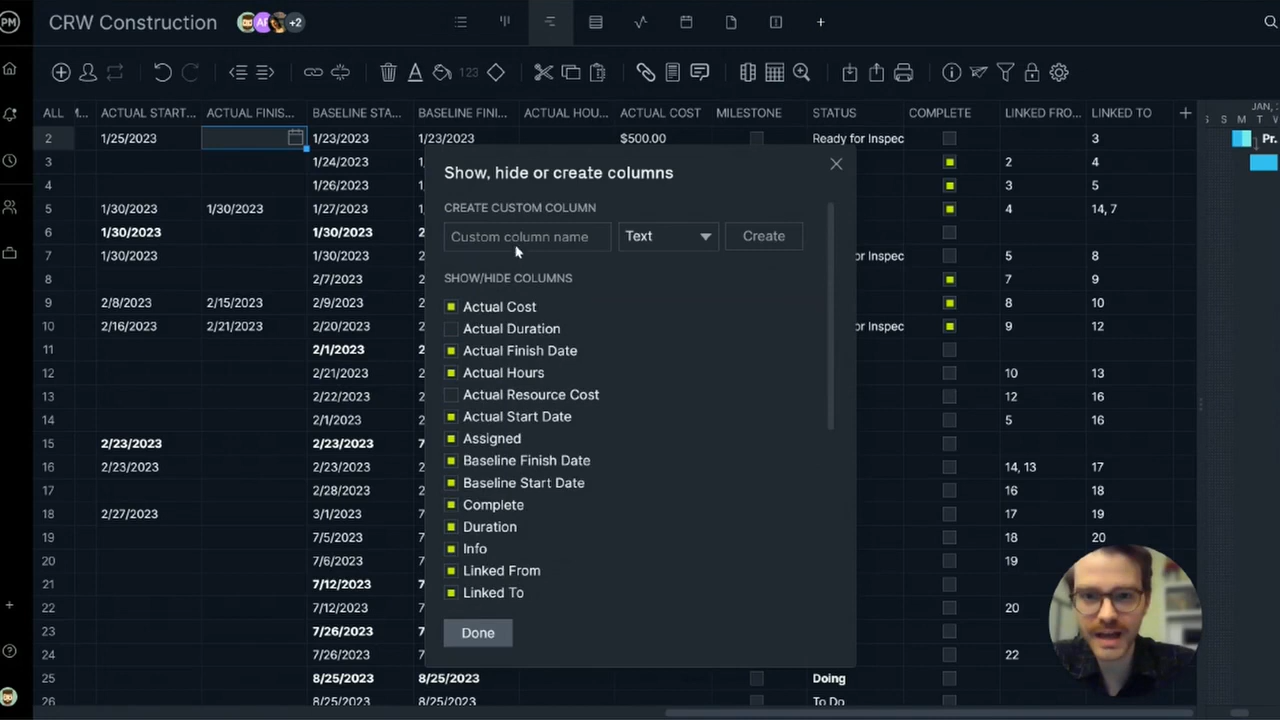 PM CRW Construction AF +2 +
123
ALL M... ACTUAL START... ACTUAL FINIS... BASELINE STA... BASELINE FINI... ACTUAL HOU... ACTUAL COST MILESTONE STATUS COMPLETE LINKED FRO... LINKED TO + JAN,
S S M T W
2 1/25/2023 1/23/2023 1/23/2023 $500.00 Ready for Inspec 3 Pr.
3 1/24/2023 2 4
4 1/26/2023 3 5
5 1/30/2023 1/30/2023 1/27/2023 4 14, 7
6 1/30/2023 1/30/2023
7 1/30/2023 1/30/2023 or Inspec 5 8
8 2/7/2023 7 9
9 2/8/2023 2/15/2023 2/9/2023 8 10
10 2/16/2023 2/21/2023 2/20/2023 or Inspec 9 12
11 2/1/2023
12 2/21/2023 10 13
13 2/22/2023 12 16
14 2/1/2023 5 16
15 2/23/2023 2/23/2023
16 2/23/2023 2/23/2023 14, 13 17
17 2/28/2023 16 18
18 2/27/2023 3/1/2023 17 19
19 7/5/2023 18 20
20 7/6/2023 19
21 7/12/2023
22 7/12/2023 20
23 7/26/2023
24 7/26/2023 22
25 8/25/2023 8/25/2023 Doing
26 8/25/2023 8/25/2023 To Do
Show, hide or create columns
CREATE CUSTOM COLUMN
Custom column name Text Create
SHOW/HIDE COLUMNS
Actual Cost
Actual Duration
Actual Finish Date
Actual Hours
Actual Resource Cost
Actual Start Date
Assigned
Baseline Finish Date
Baseline Start Date
Complete
Duration
Info
Linked From
Linked To
Done